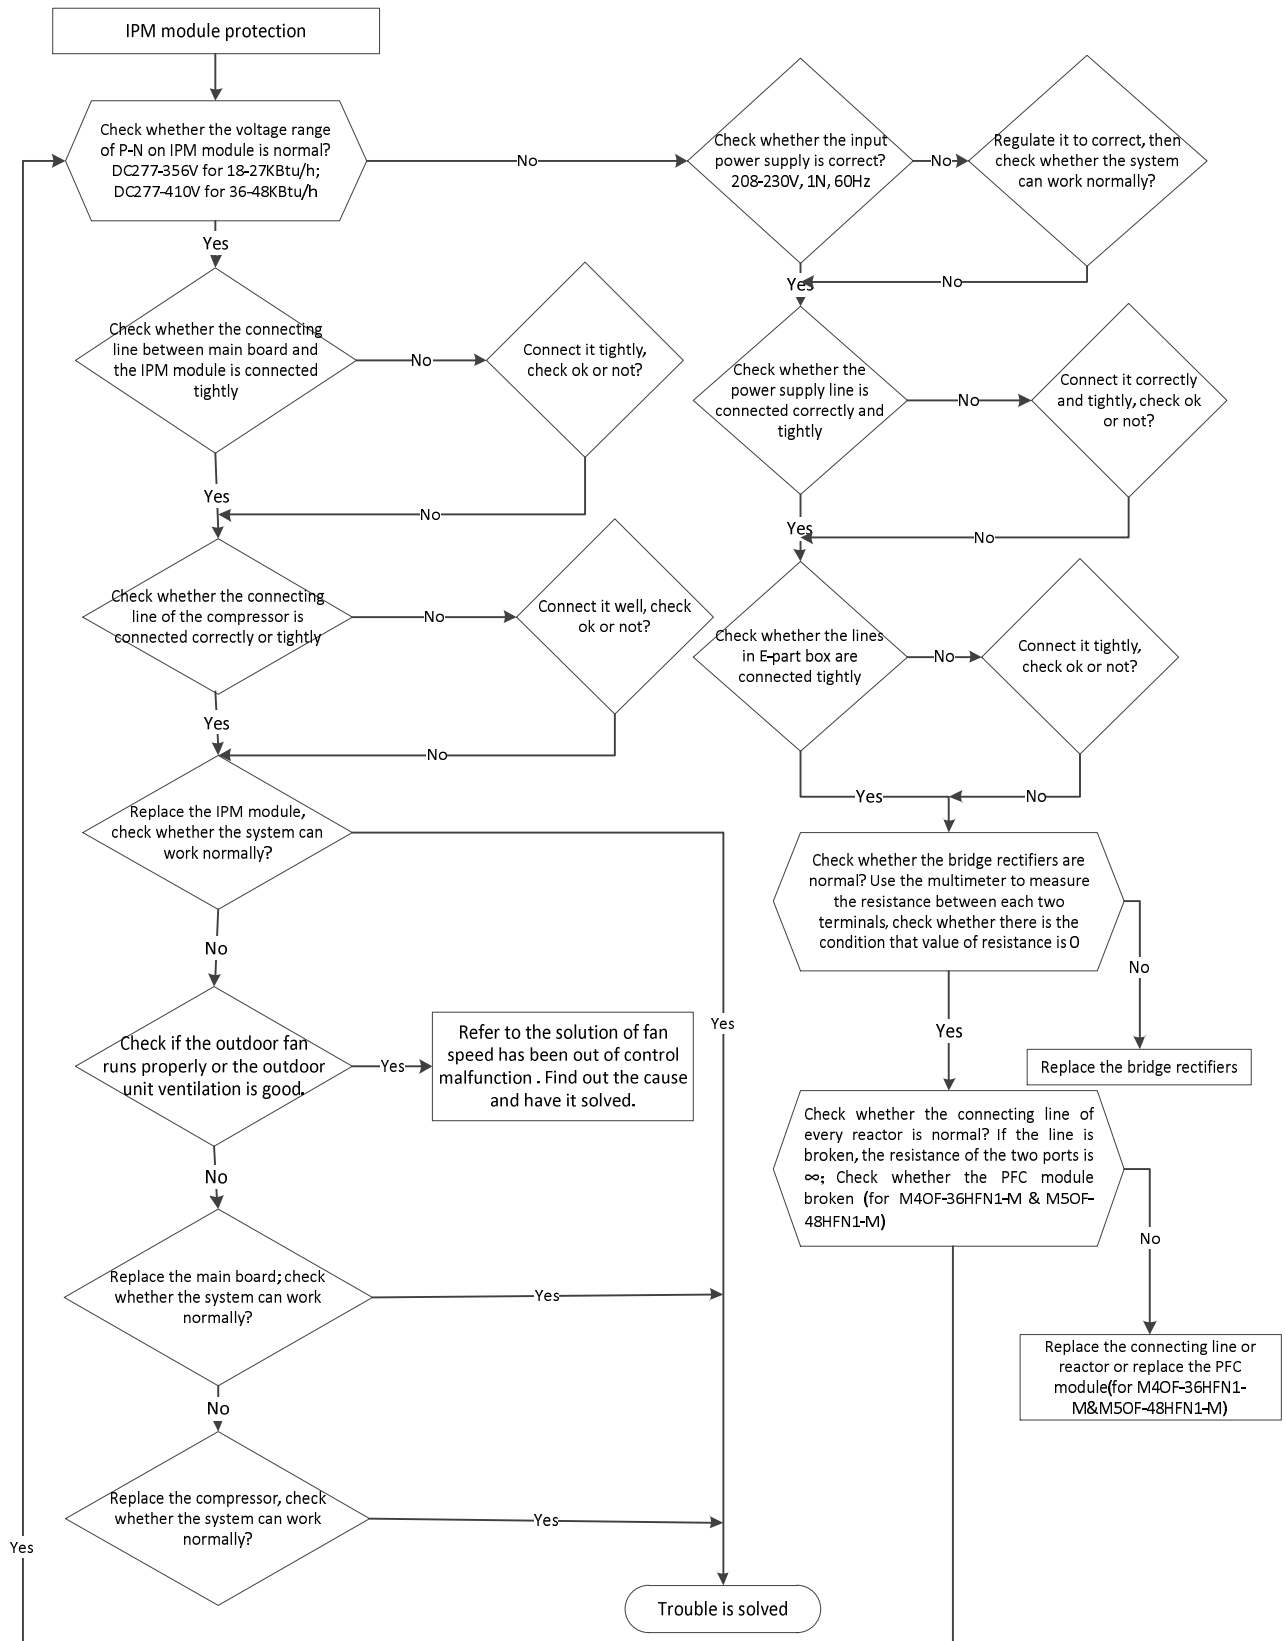 IPM module protection
Check whether the voltage range
of P-N on IPM module is normal?
DC277-356V for 18-27KBtu/h;
DC277-410V for 36-48KBtu/h
No
Check whether the input
power supply is correct?
208-230V, 1N, 60Hz
No
Regulate it to correct, then
check whether the system
can work normally?
Yes
Yes
No
Check whether the connecting
line between main board and
the IPM module is connected
tightly
No
Connect it tightly,
check ok or not?
Check whether the
power supply line is
connected correctly and
tightly
No
Connect it correctly
and tightly, check ok
or not?
Yes
No
Yes
No
Check whether the connecting
line of the compressor is
connected correctly or tightly
No
Connect it well, check
ok or not?
Check whether the lines
in E-part box are
connected tightly
No
Connect it tightly,
check ok or not?
Yes
No
Yes
No
Replace the IPM module,
check whether the system can
work normally?
Check whether the bridge rectifiers are
normal? Use the multimeter to measure
the resistance between each two
terminals, check whether there is the
condition that value of resistance is 0
No
No
Yes
Yes
Check if the outdoor fan
runs properly or the outdoor
unit ventilation is good.
Yes
Refer to the solution of fan
speed has been out of control
malfunction . Find out the cause
and have it solved.
Replace the bridge rectifiers
Check whether the connecting line of
every reactor is normal? If the line is
broken, the resistance of the two ports is
∞; Check whether the PFC module
broken (for M4OF-36HFN1-M & M5OF-
48HFN1-M)
No
No
Replace the main board; check
whether the system can work
normally?
Yes
Replace the connecting line or
reactor or replace the PFC
module(for M4OF-36HFN1-
M&M5OF-48HFN1-M)
No
Replace the compressor, check
whether the system can work
normally?
Yes
Yes
Trouble is solved